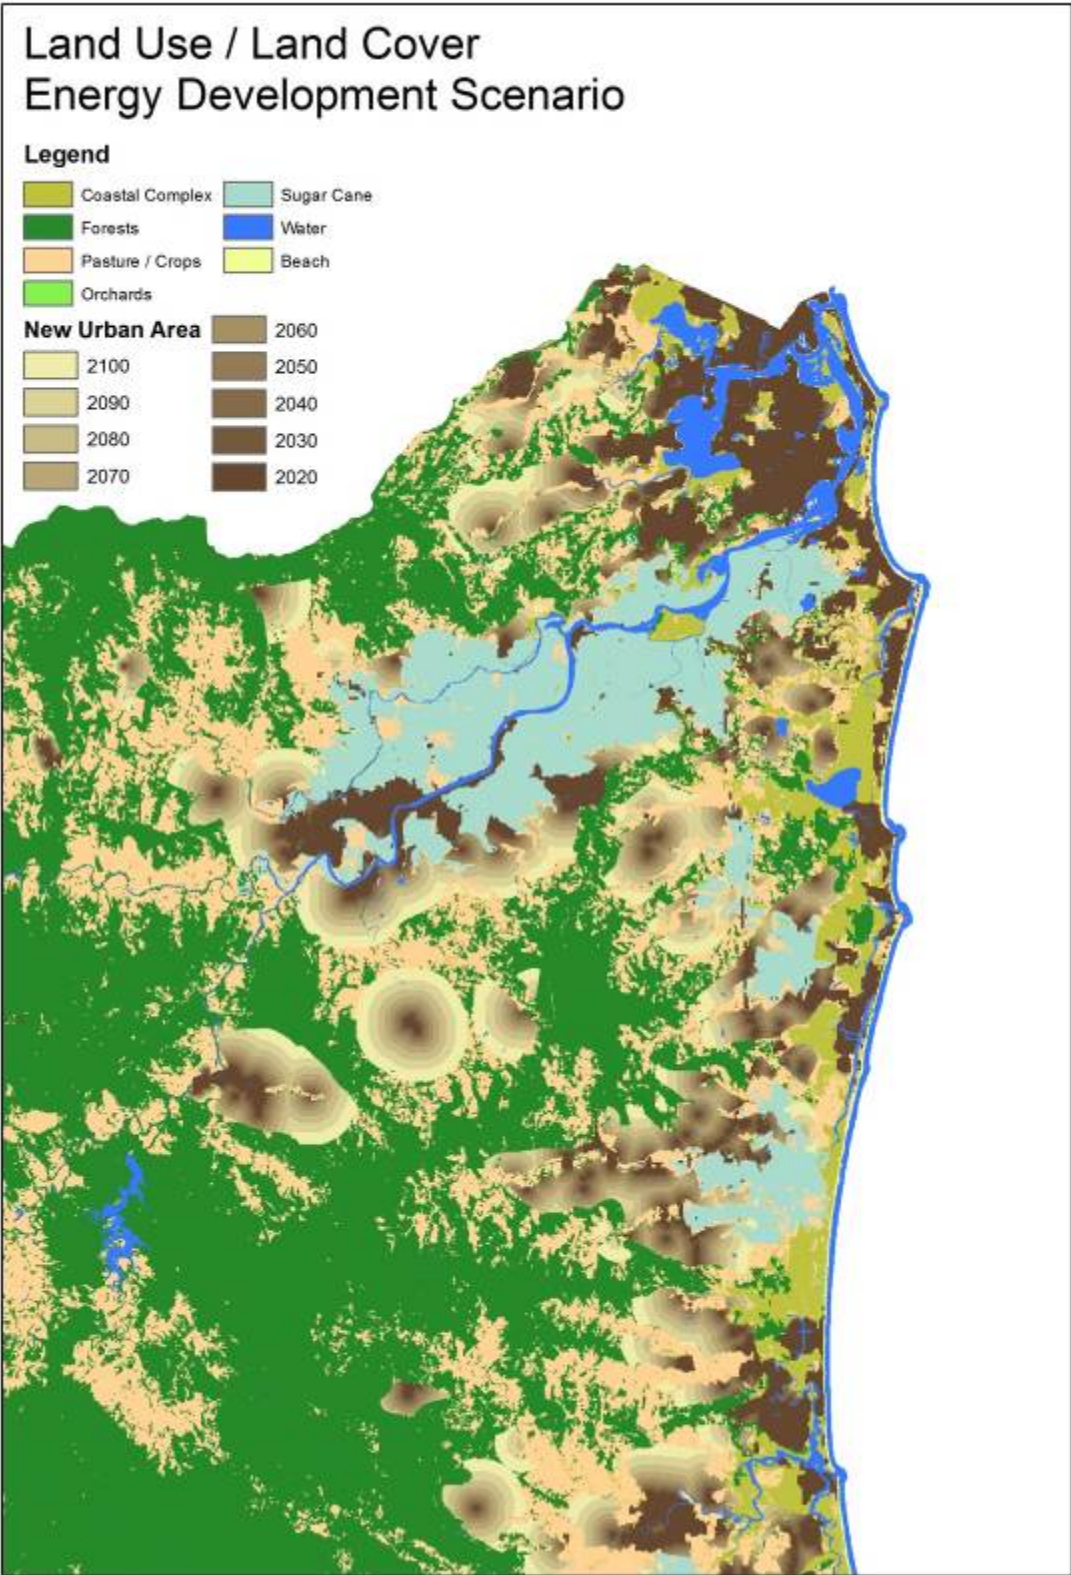 Land Use / Land Cover
Energy Development Scenario
Legend
Coastal Complex
Forests
Pasture / Crops
Orchards
Sugar Cane
Water
Beach
New Urban Area
2100
2090
2080
2070
2060
2050
2040
2030
2020